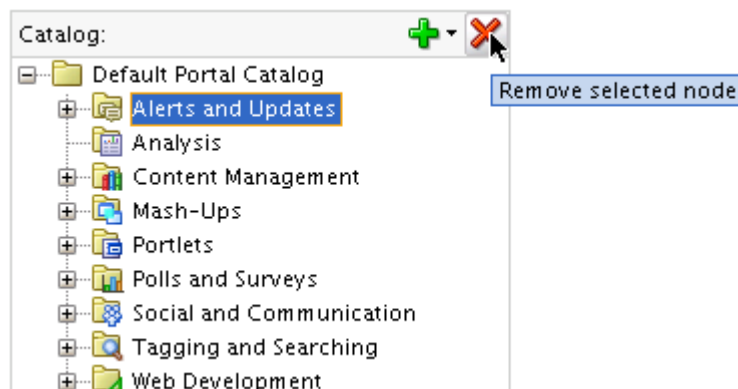 Catalog:
Default Portal Catalog
Remove selected node
Alerts and Updates
Analysis
Content Management
Mash-Ups
Portlets
Polls and Surveys
Social and Communication
Tagging and Searching
Web Development